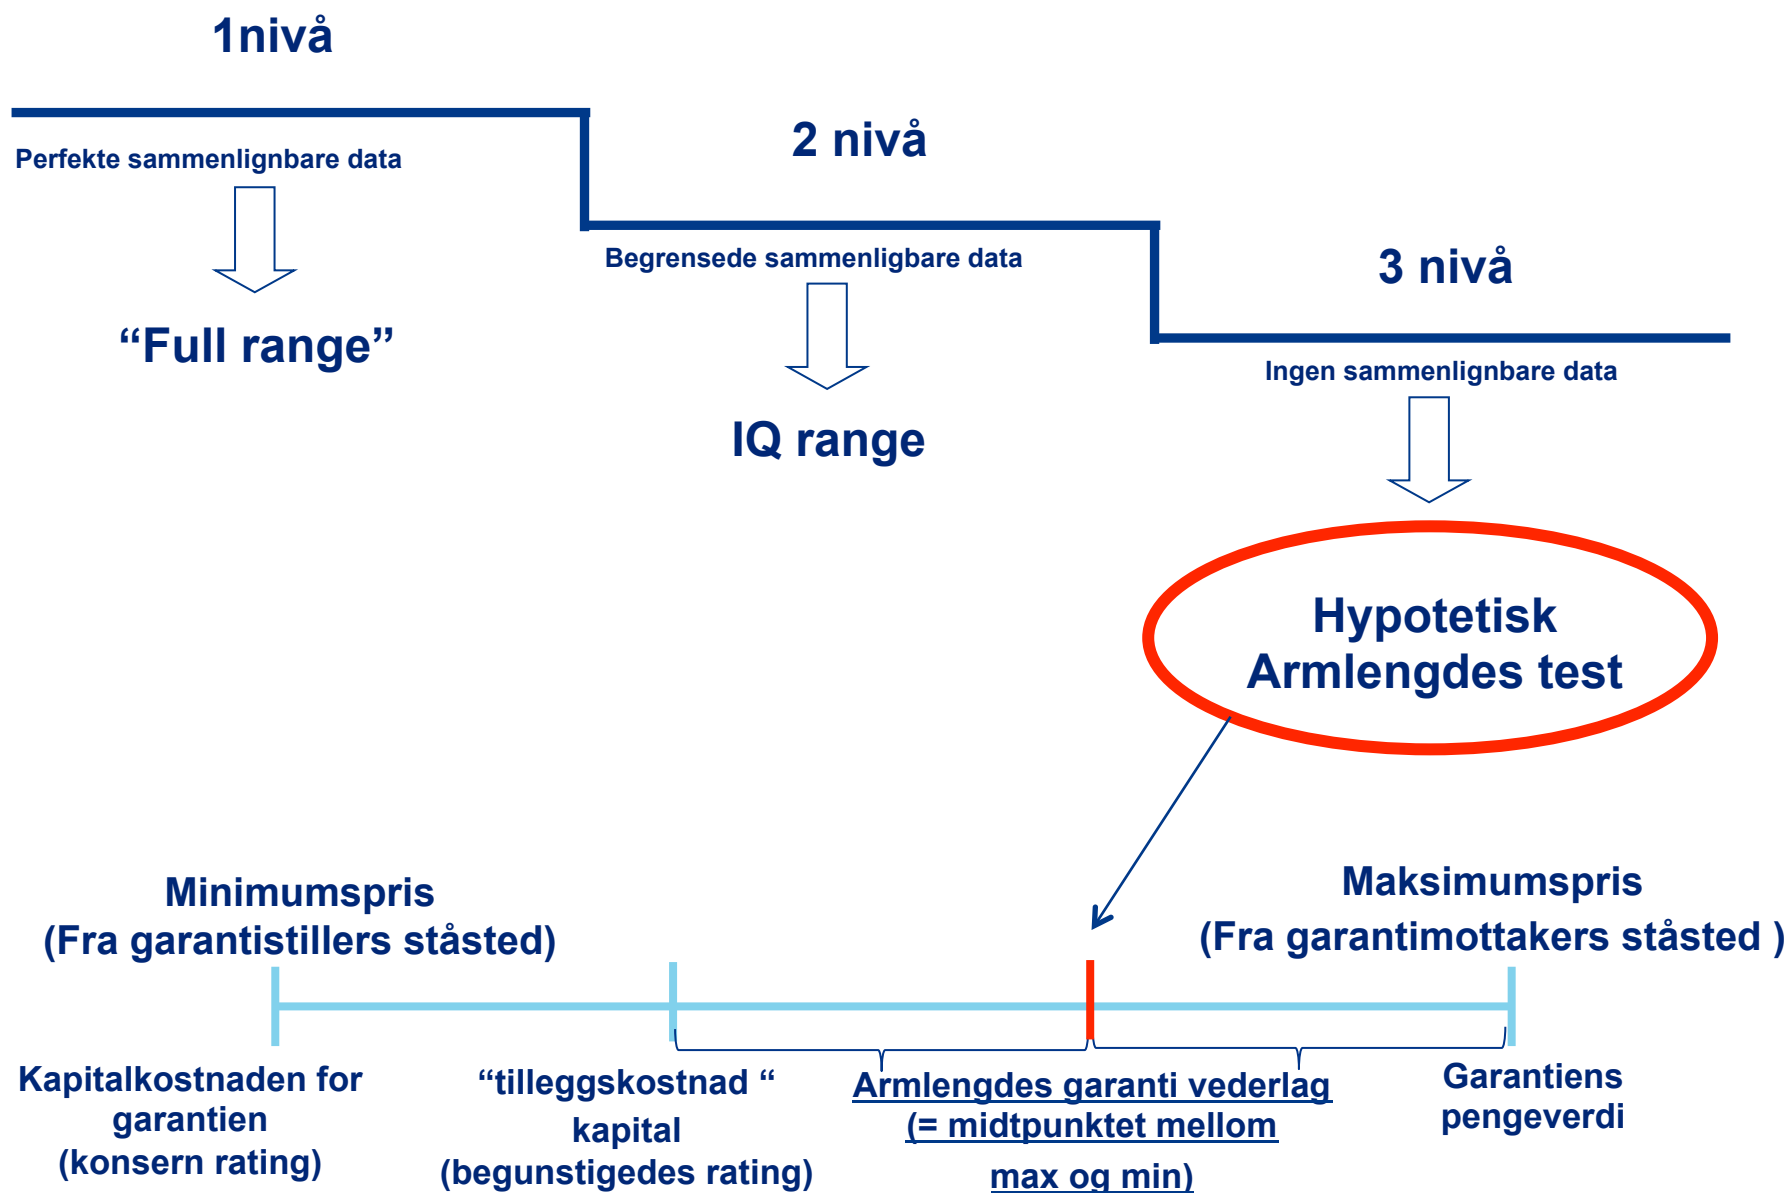 1nivå
Perfekte sammenlignbare data
“Full range”
2 nivå
Begrensede sammenligbare data
IQ range
3 nivå
Ingen sammenlignbare data
Hypotetisk
Armlengdes test
Minimumspris
(Fra garantistillers ståsted)
Maksimumspris
(Fra garantimottakers ståsted )
Kapitalkostnaden for
garantien
(konsern rating)
“tilleggskostnad “
kapital
(begunstigedes rating)
Armlengdes garanti vederlag
(= midtpunktet mellom
max og min)
Garantiens
pengeverdi